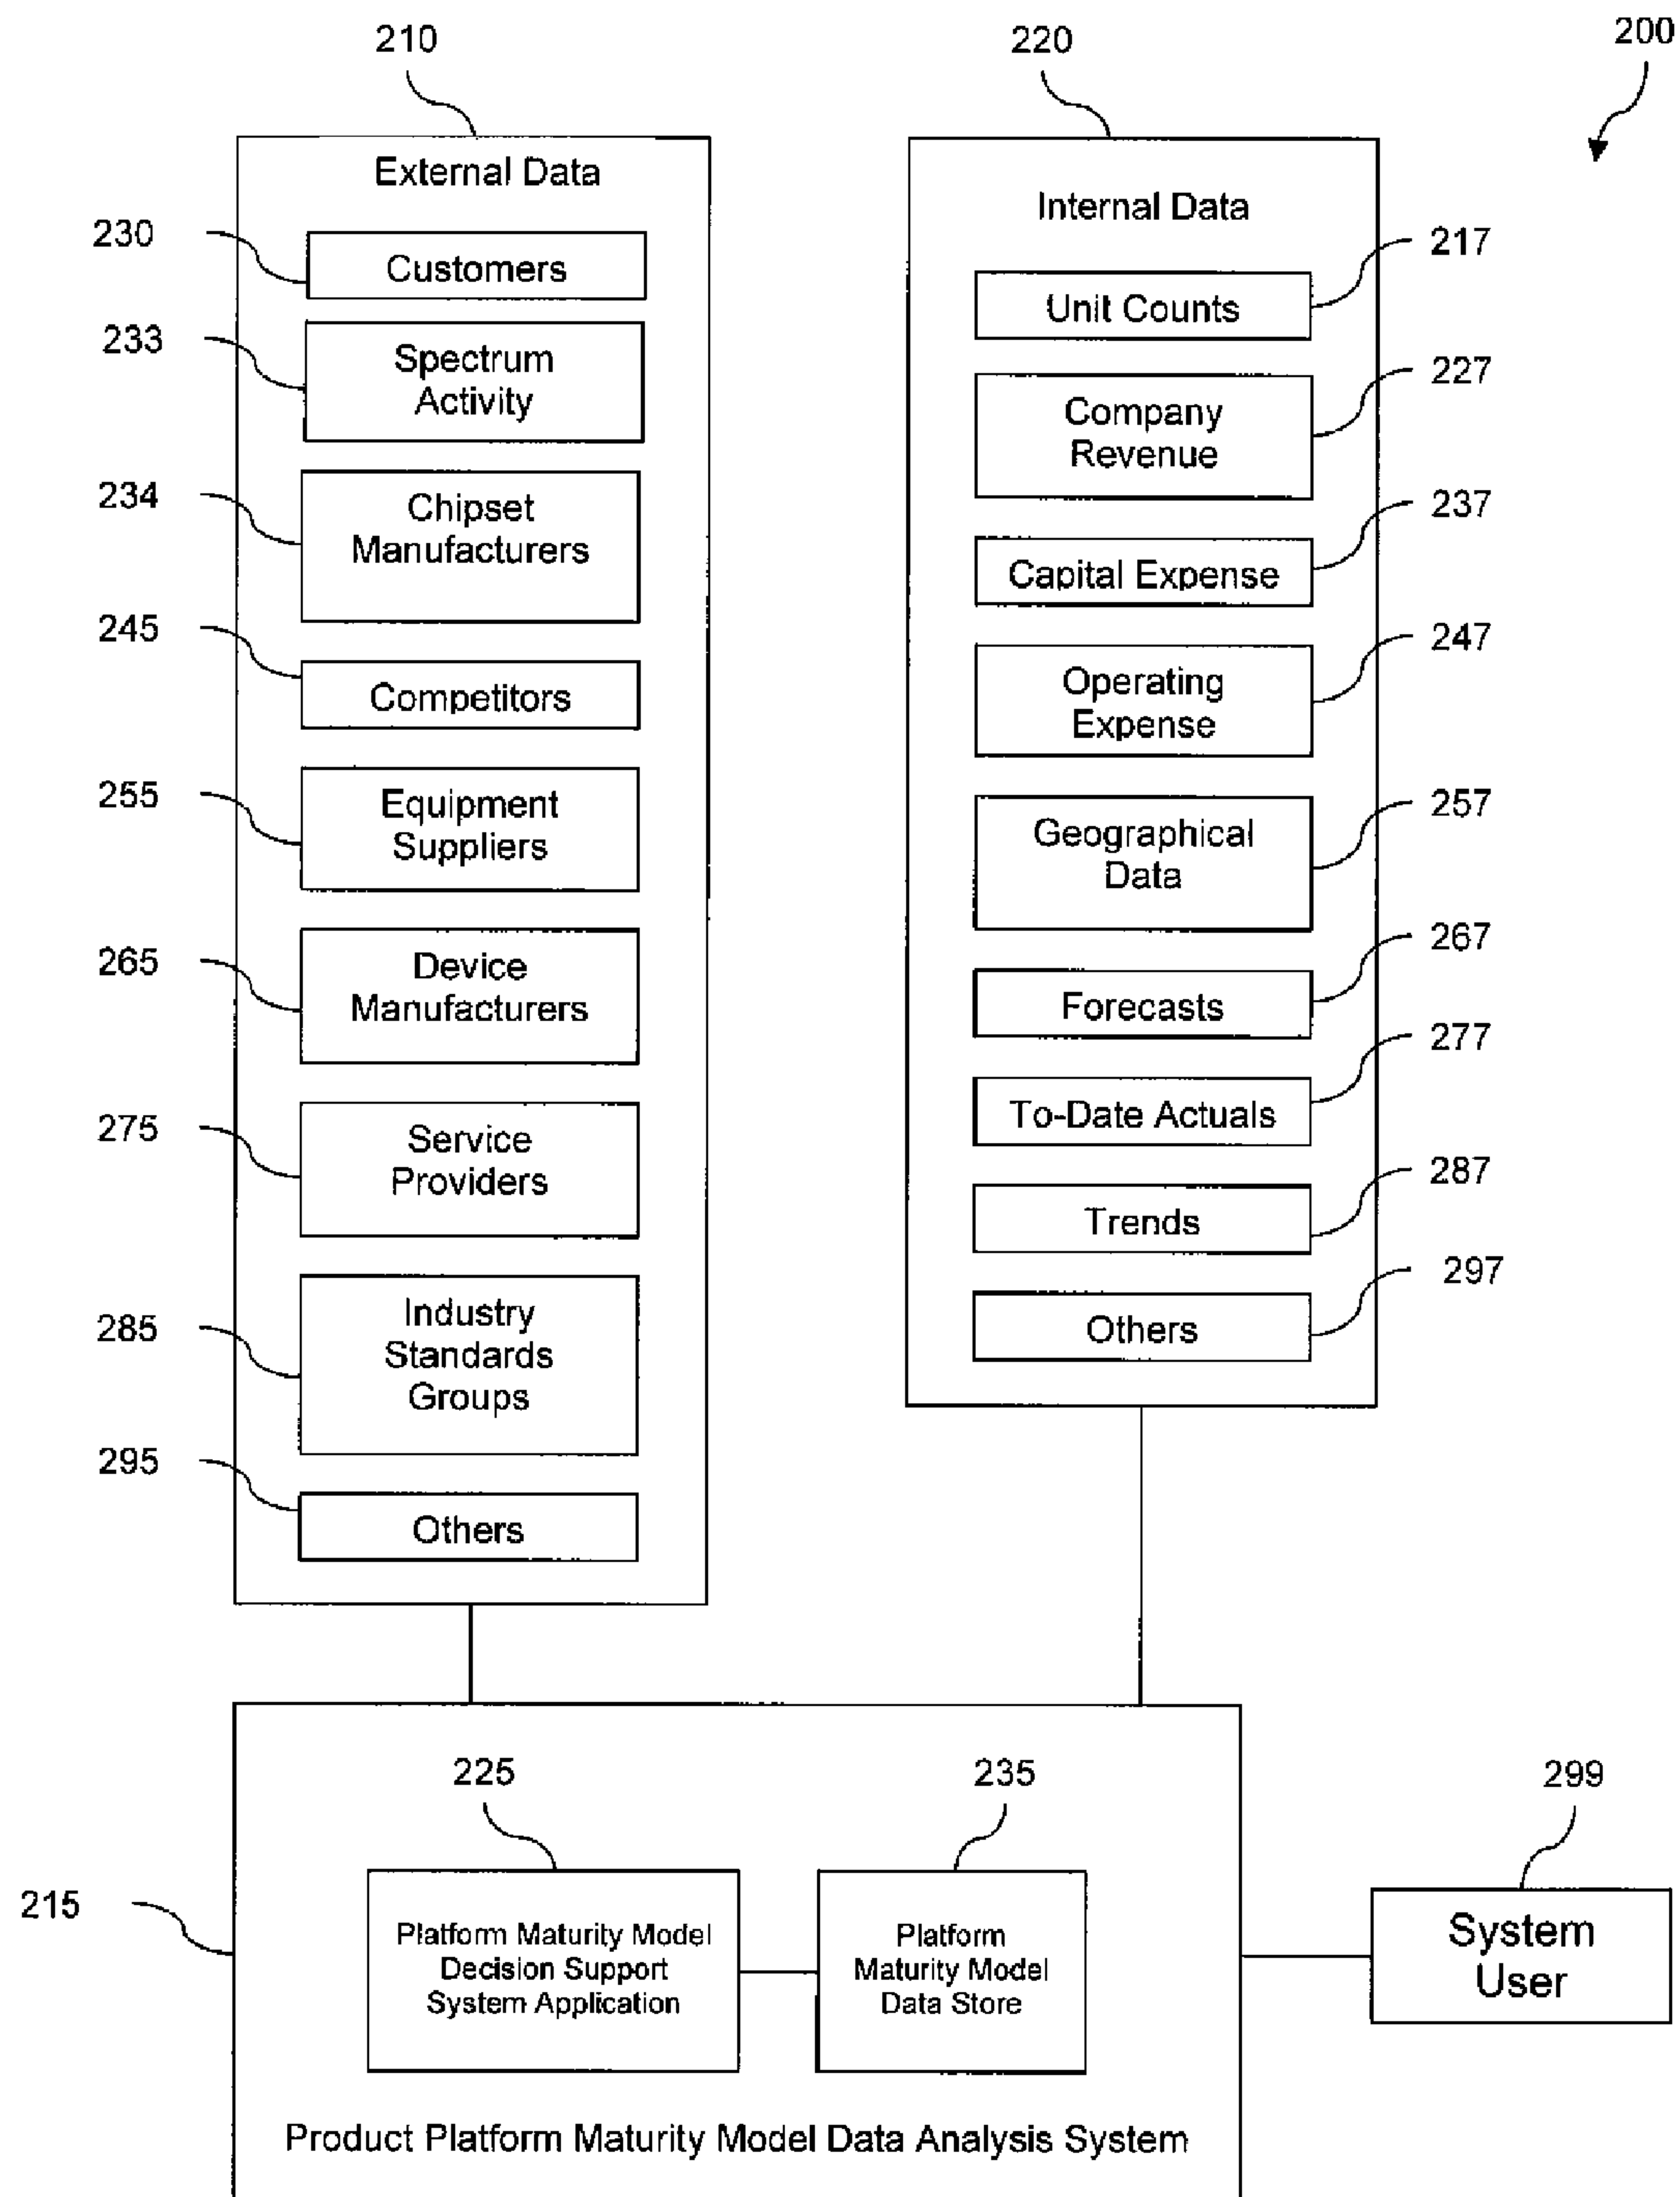 210
220
200
External Data
230
Customers
233
Spectrum
Activity
234
Chipset
Manufacturers
245
Competitors
255
Equipment
Suppliers
265
Device
Manufacturers
275
Service
Providers
285
Industry
Standards
Groups
295
Others
Internal Data
217
Unit Counts
227
Company
Revenue
237
Capital Expense
247
Operating
Expense
257
Geographical
Data
267
Forecasts
277
To-Date Actuals
287
Trends
297
Others
215
225
Platform Maturity Model
Decision Support
System Application
235
Platform
Maturity Model
Data Store
Product Platform Maturity Model Data Analysis System
299
System
User